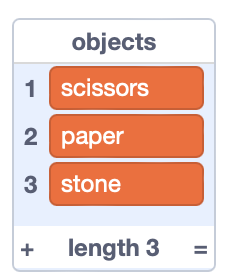 objects
1 scissors
2 paper
3 stone
+ length 3 =